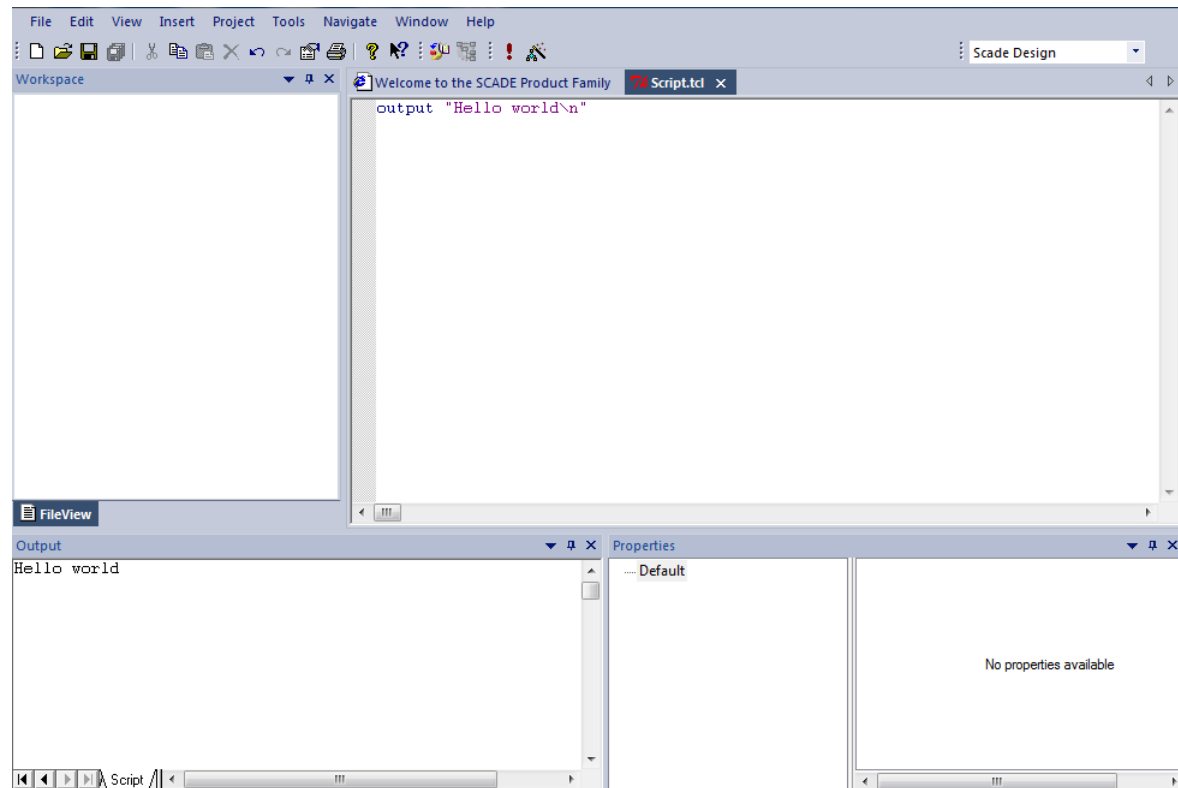 File Edit View Insert Project Tools Navigate Window Help
Scade Design
Workspace
Welcome to the SCADE Product Family Script.tcl
output "Hello world\n"
FileView
Output
Properties
Hello world
Default
No properties available
Script